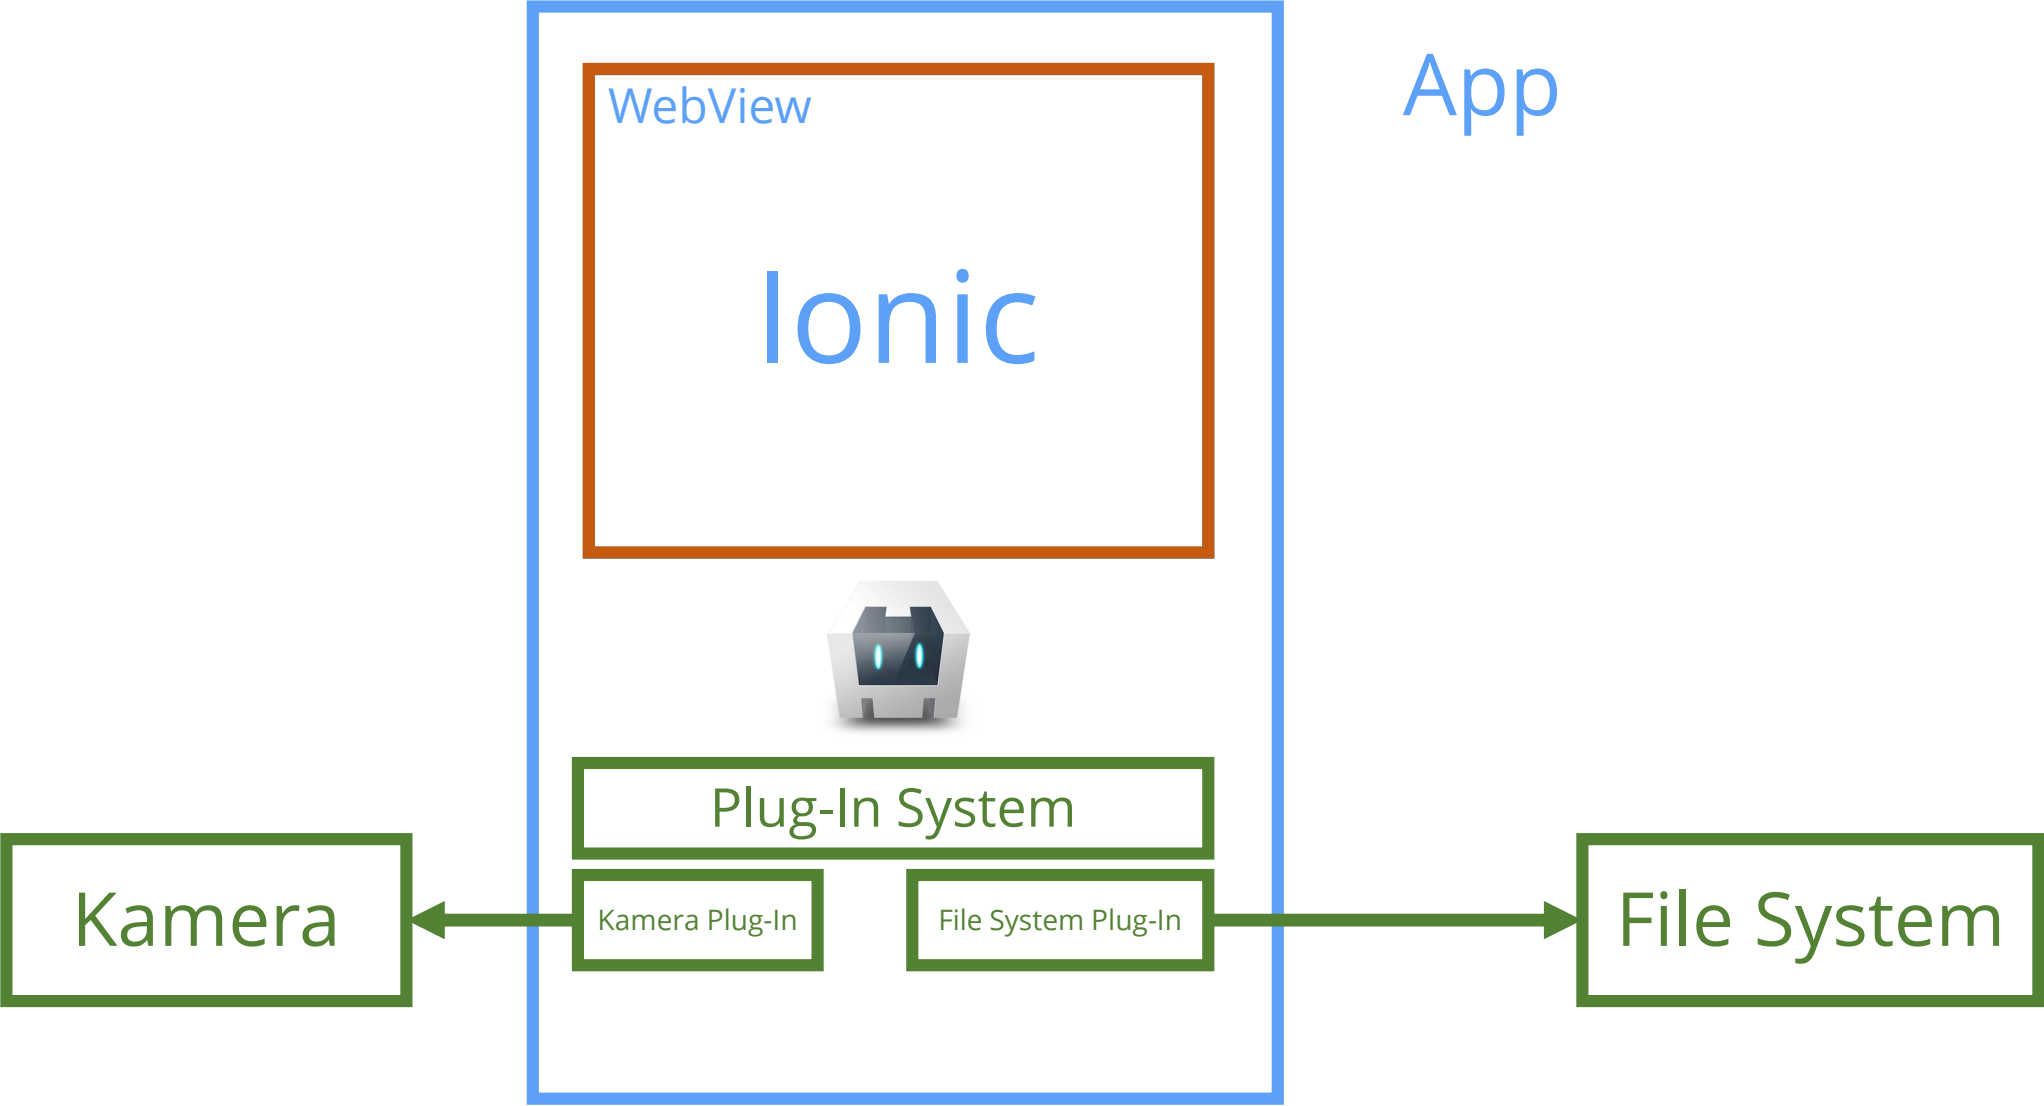 App
WebView
Ionic
Plug-In System
Kamera
Kamera Plug-In
File System Plug-In
File System